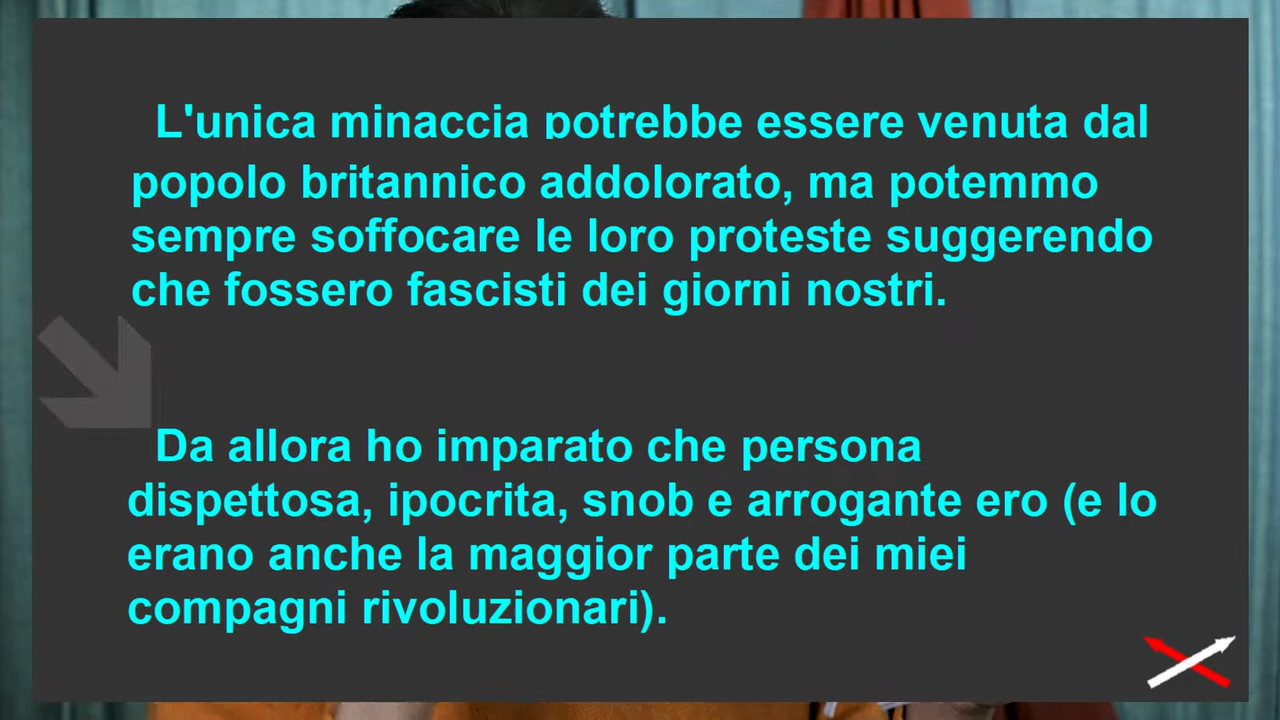 L'unica minaccia potrebbe essere venuta dal
popolo britannico addolorato, ma potemmo
sempre soffocare le loro proteste suggerendo
che fossero fascisti dei giorni nostri.
Da allora ho imparato che persona
dispettosa, ipocrita, snob e arrogante ero (e lo
erano anche la maggior parte dei miei
compagni rivoluzionari).